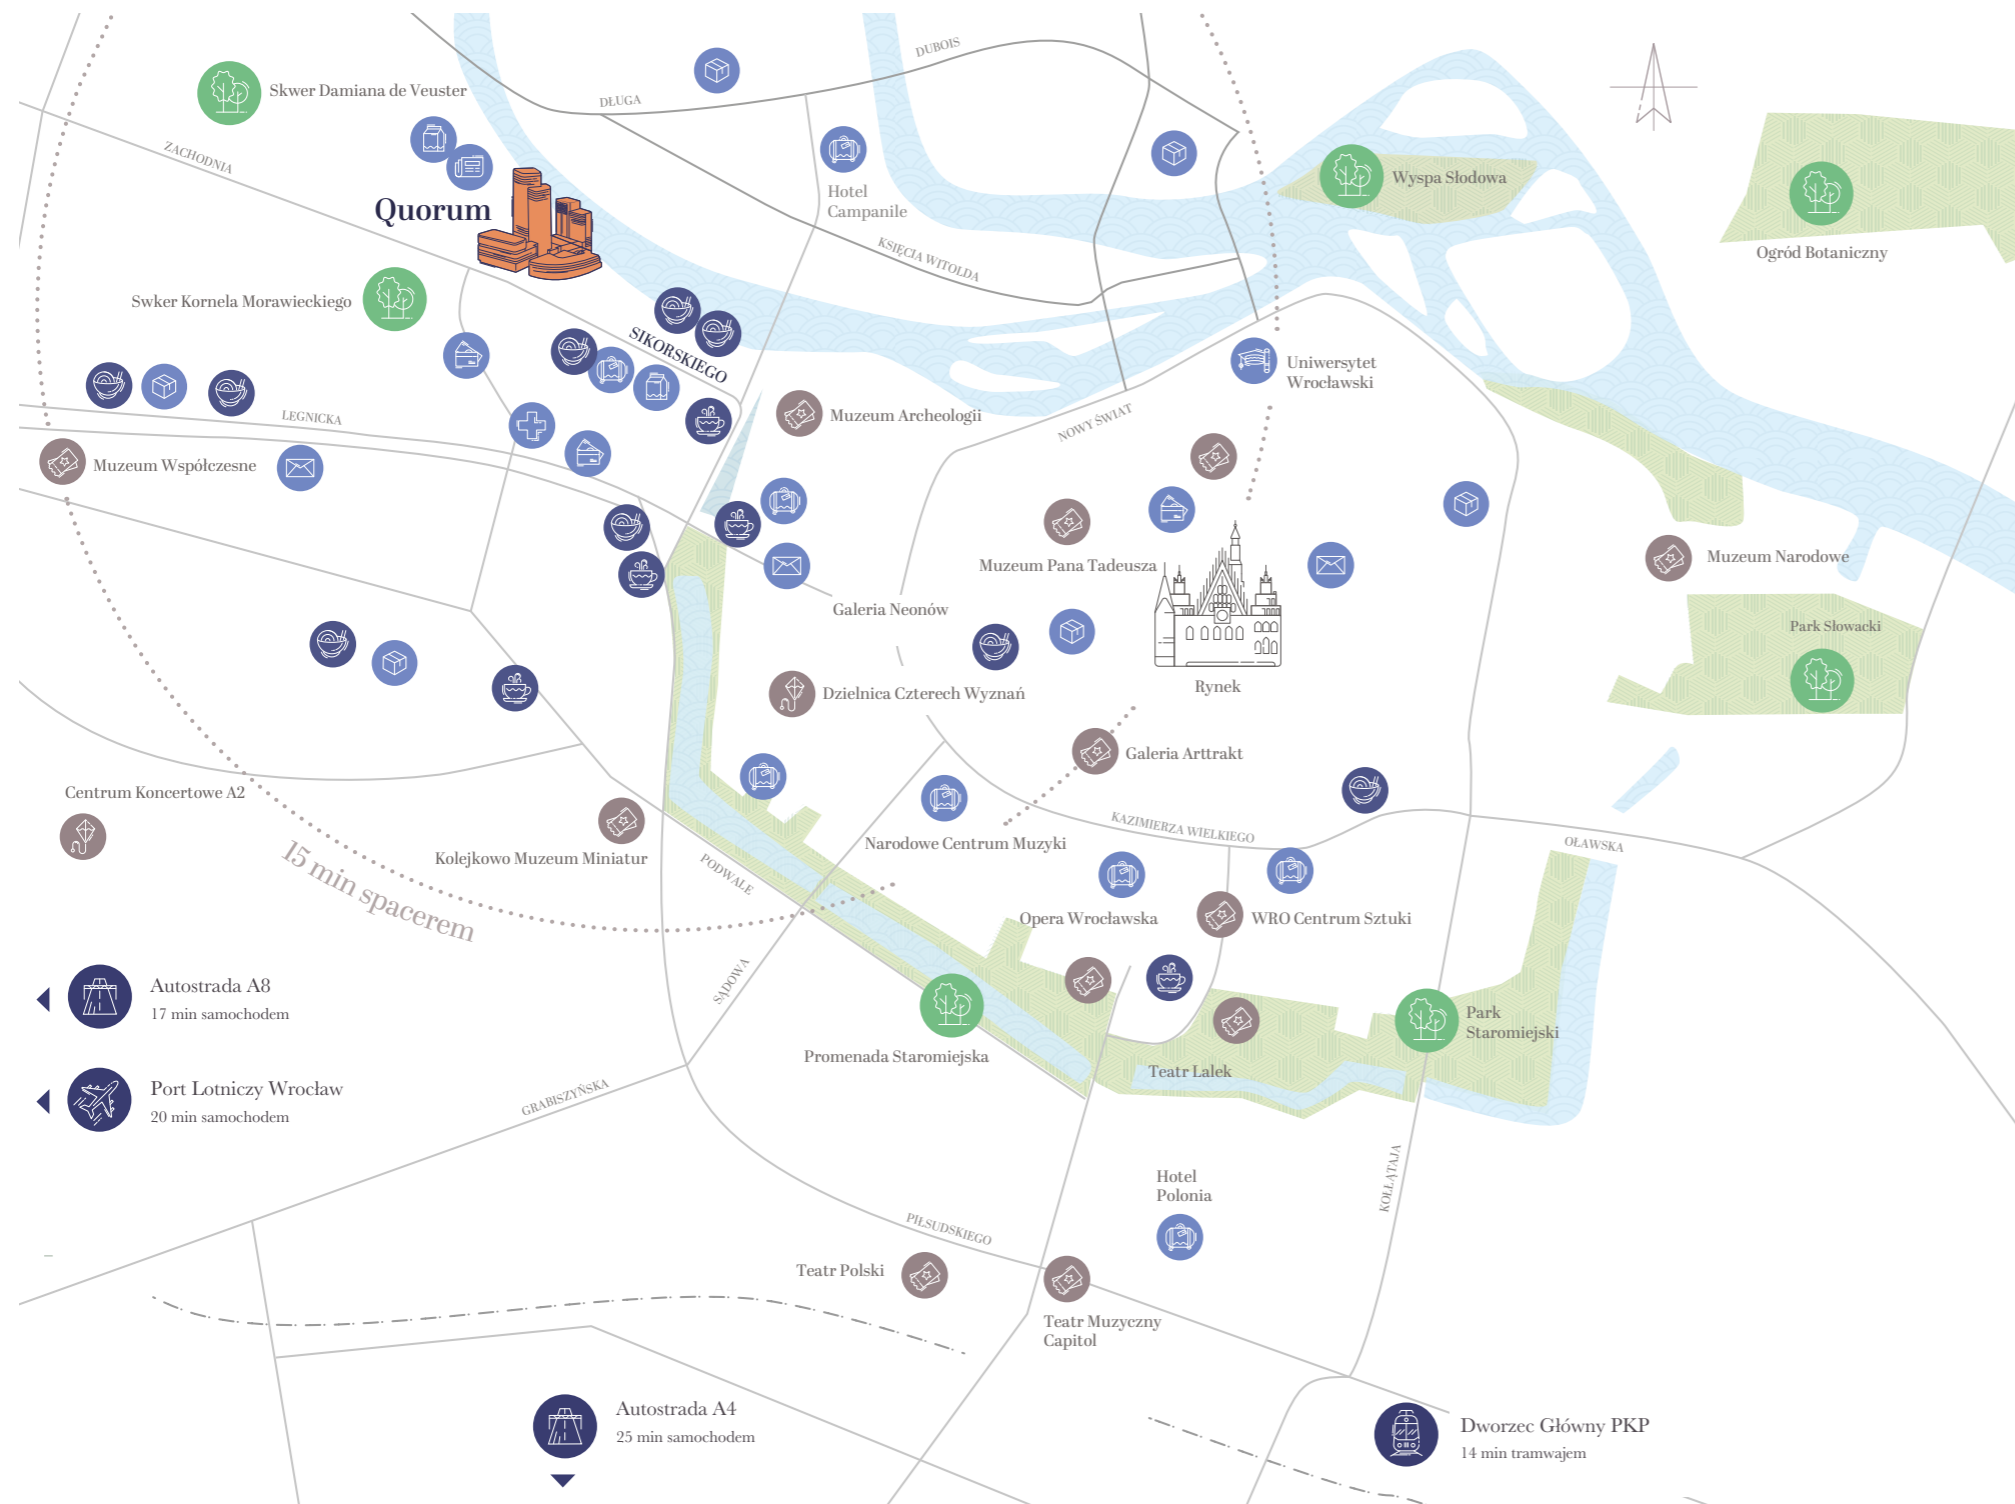 DUBOIS
DŁUGA
Skwer Damiana de Veuster
ZACHODNIA
Wyspa Słodowa
Hotel
Campanile
Quorum
KSIĘCIA WITOLDA
Ogród Botaniczny
Swker Kornela Morawieckiego
SIKORSKIEGO
Uniwersytet
Wrocławski
LEGNICKA
Muzeum Archeologii
NOWY ŚWIAT
Muzeum Współczesne
Muzeum Pana Tadeusza
Muzeum Narodowe
Galeria Neonów
Park Słowacki
Rynek
Dzielnica Czterech Wyznań
Galeria Arttrakt
Centrum Koncertowe A2
KAZIMIERZA WIELKIEGO
OŁAWSKA
Narodowe Centrum Muzyki
Kolejkowo Muzeum Miniatur
PODWALE
15 min spacerem
Opera Wrocławska
WRO Centrum Sztuki
SĄDOWA
Autostrada A8
17 min samochodem
Park
Staromiejski
Promenada Staromiejska
Teatr Lalek
Port Lotniczy Wrocław
20 min samochodem
GRABISZYŃSKA
KOŁŁĄTAJA
Hotel
Polonia
PIŁSUDSKIEGO
Teatr Polski
Teatr Muzyczny
Capitol
Autostrada A4
25 min samochodem
Dworzec Główny PKP
14 min tramwajem